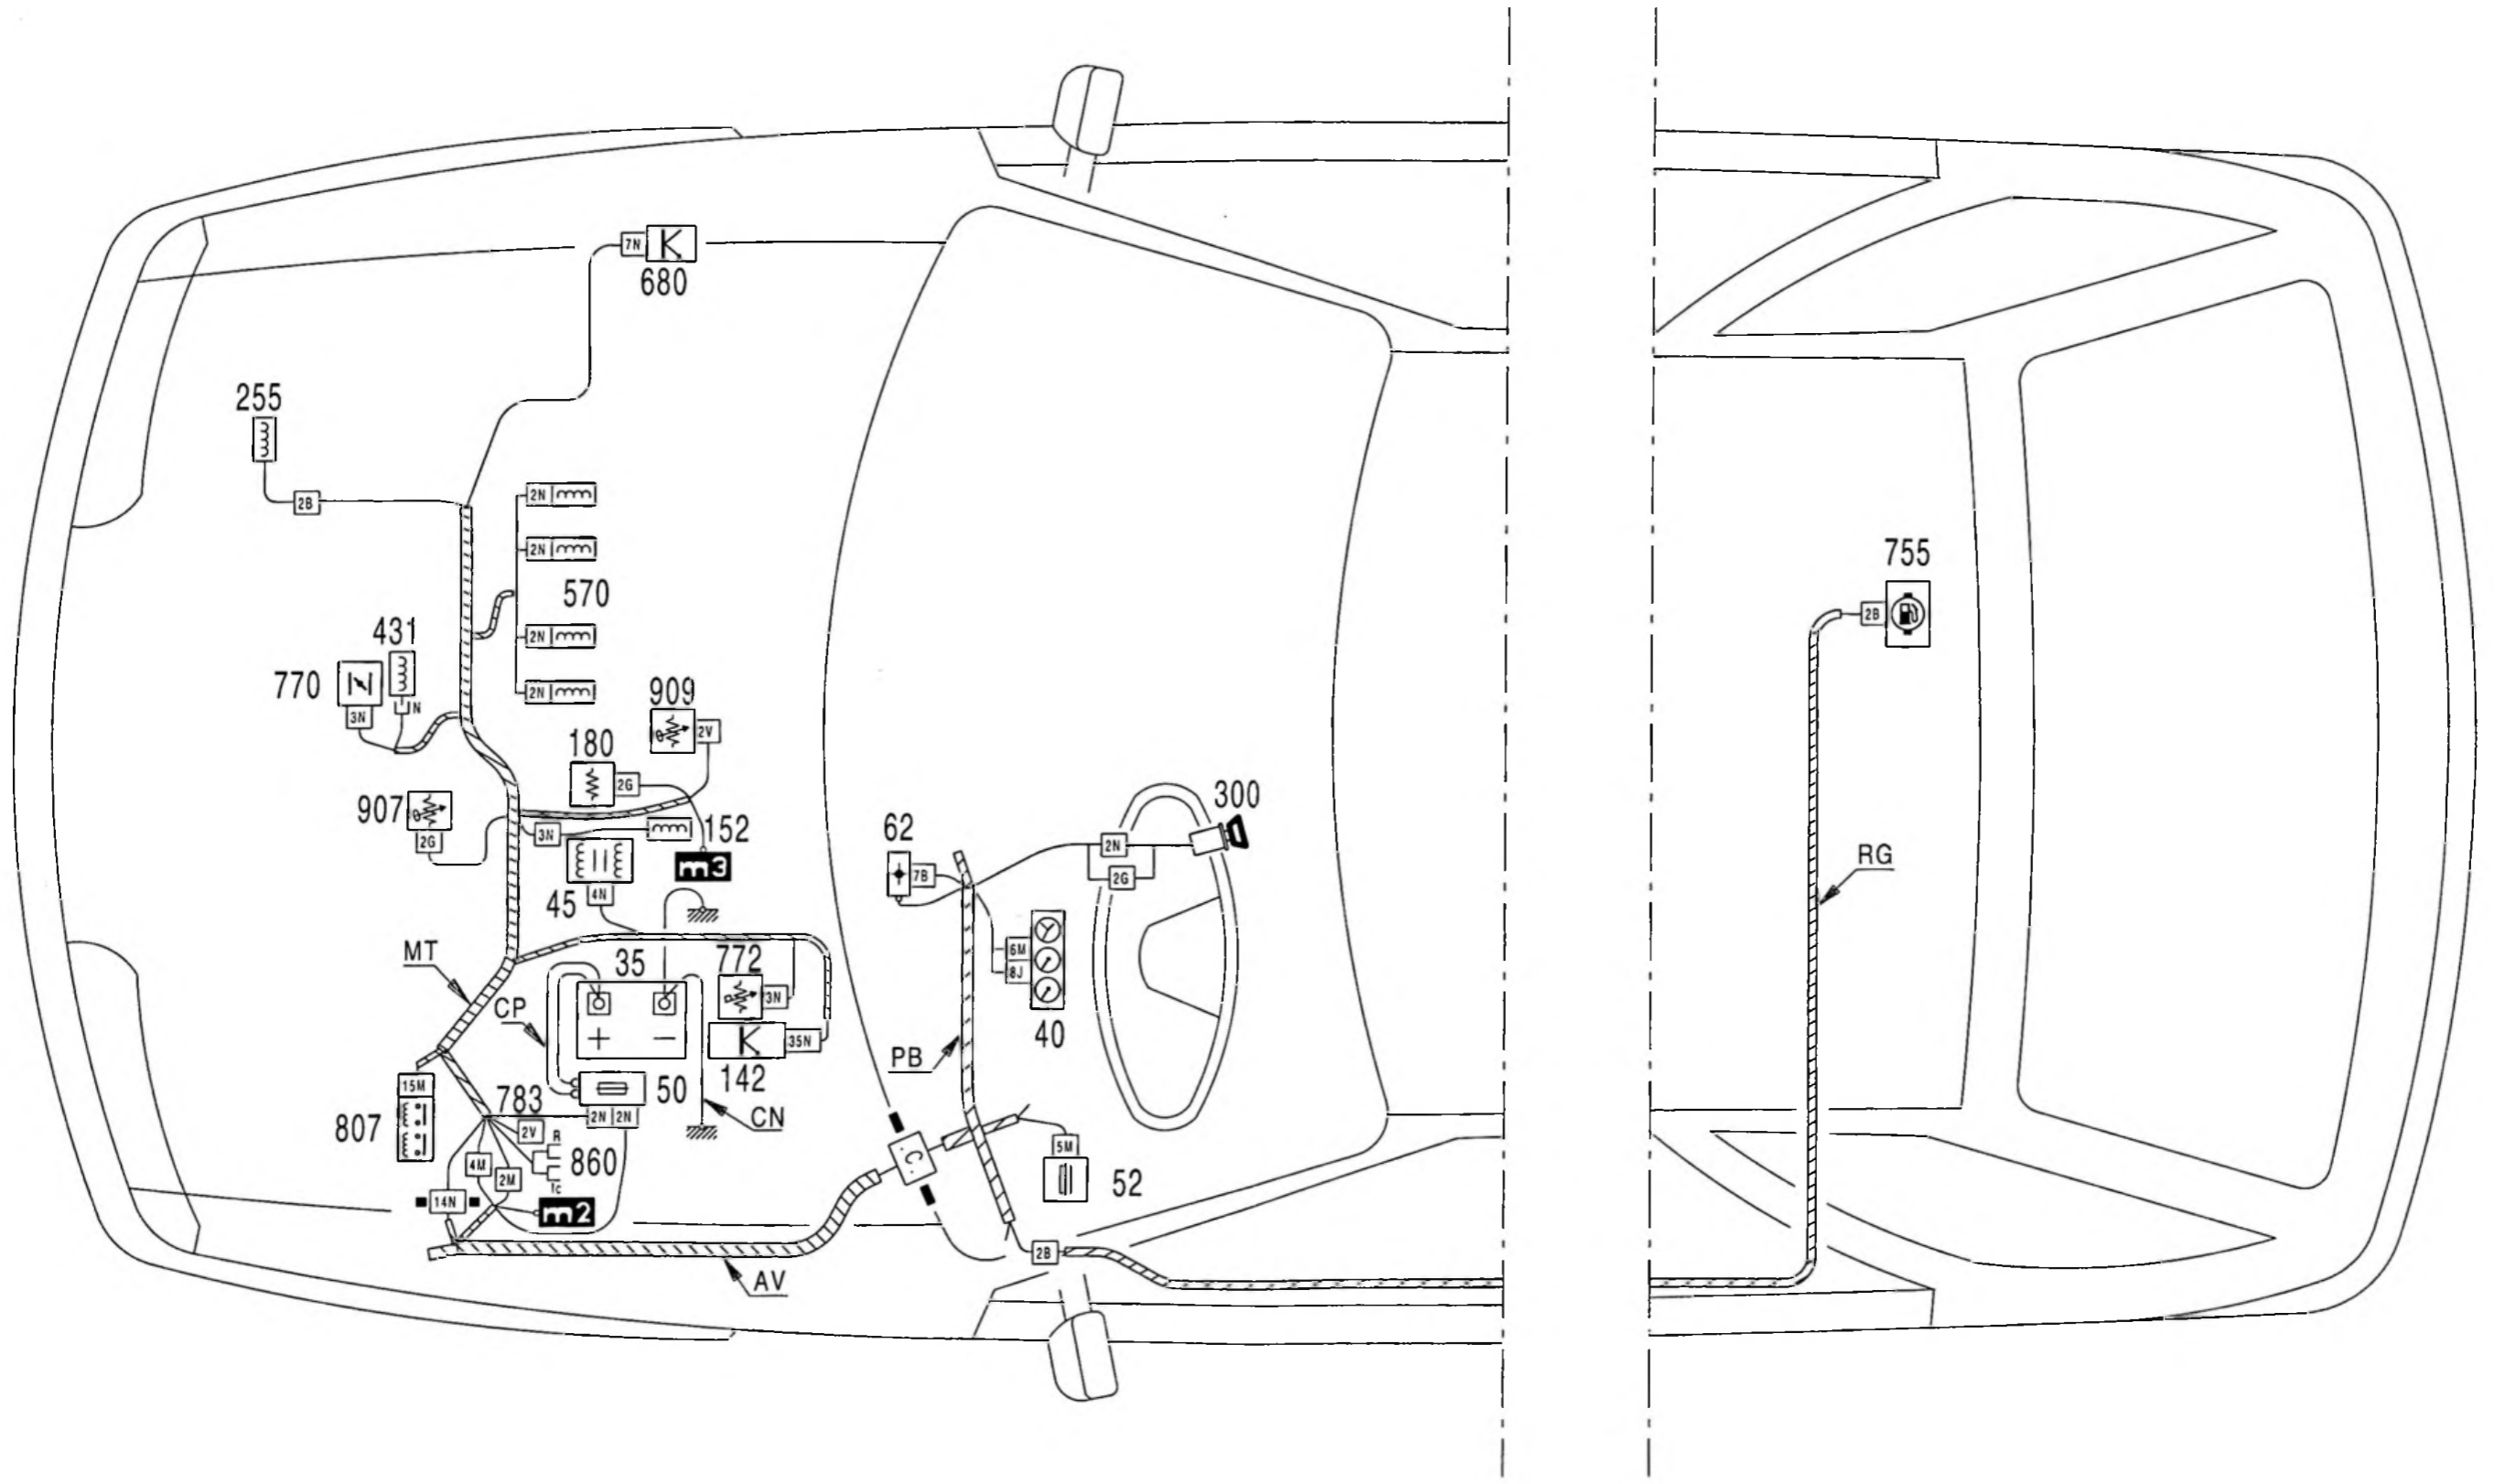 7N
680
255
2B
2N
2N
570
2N
2N
431
770
N
3N
909
2V
180
2G
907
2G
3N
152
m3
45
4N
62
7B
2N
2G
300
6M
8J
40
755
2B
RG
MT
35
772
3N
CP
+
−
35N
142
PB
15M
807
783
50
2N 2N
2V
CN
R
860
1c
4M
2M
14N
m2
.C.
5M
52
2B
AV